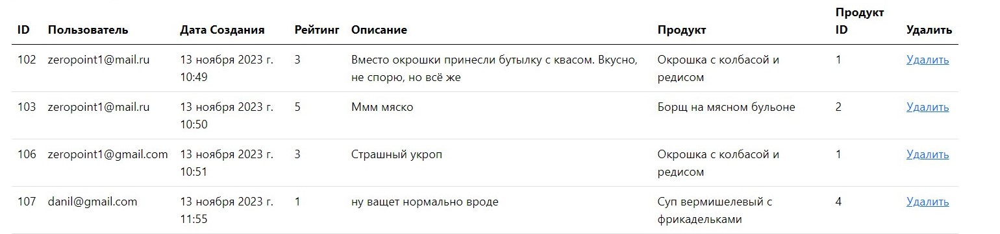 Продукт
ID Пользователь Дата Создания Рейтинг Описание Продукт ID Удалить
102 zeropoint1@mail.ru 13 ноября 2023 г. 3 Вместо окрошки принесли бутылку с квасом. Вкусно, Окрошка с колбасой и 1 Удалить
10:49 не спорю, но всё же редисом
103 zeropoint1@mail.ru 13 ноября 2023 г. 5 Ммм мяско Борщ на мясном бульоне 2 Удалить
10:50
106 zeropoint1@gmail.com 13 ноября 2023 г. 3 Страшный укроп Окрошка с колбасой и 1 Удалить
10:51 редисом
107 danil@gmail.com 13 ноября 2023 г. 1 ну ващет нормально вроде Суп вермишелевый с 4 Удалить
11:55 фрикадельками